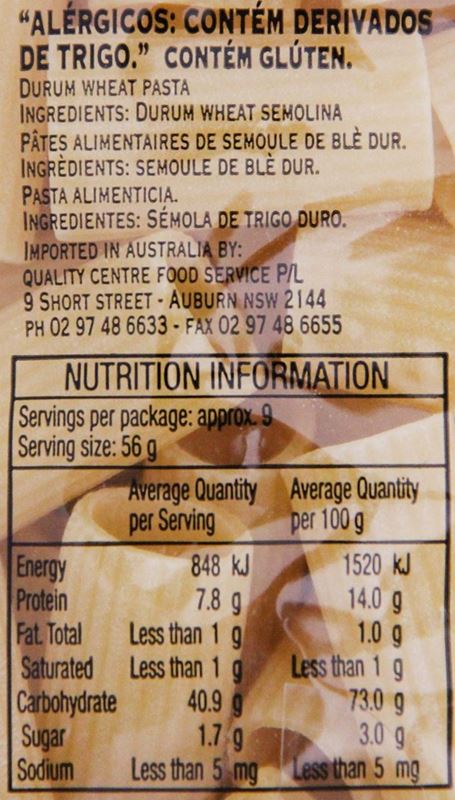 “ALÉRGICOS: CONTÉM DERIVADOS
DE TRIGO.” CONTÉM GLÚTEN.
DURUM WHEAT PASTA
INGREDIENTS: DURUM WHEAT SEMOLINA
PÂTES ALIMENTAIRES DE SEMOULE DE BLÈ DUR.
INGRÈDIENTS: SEMOULE DE BLÈ DUR.
PASTA ALIMENTICIA.
INGREDIENTES: SÉMOLA DE TRIGO DURO.
IMPORTED IN AUSTRALIA BY:
QUALITY CENTRE FOOD SERVICE P/L
9 SHORT STREET - AUBURN NSW 2144
PH 02 97 48 6633 - FAX 02 97 48 6655
NUTRITION INFORMATION
Servings per package: approx. 9
Serving size: 56 g
Average Quantity per Serving Average Quantity per 100 g
Energy 848 kJ 1520 kJ
Protein 7.8 g 14.0 g
Fat. Total Less than 1 g 1.0 g
Saturated Less than 1 g Less than 1 g
Carbohydrate 40.9 g 73.0 g
Sugar 1.7 g 3.0 g
Sodium Less than 5 mg Less than 5 mg